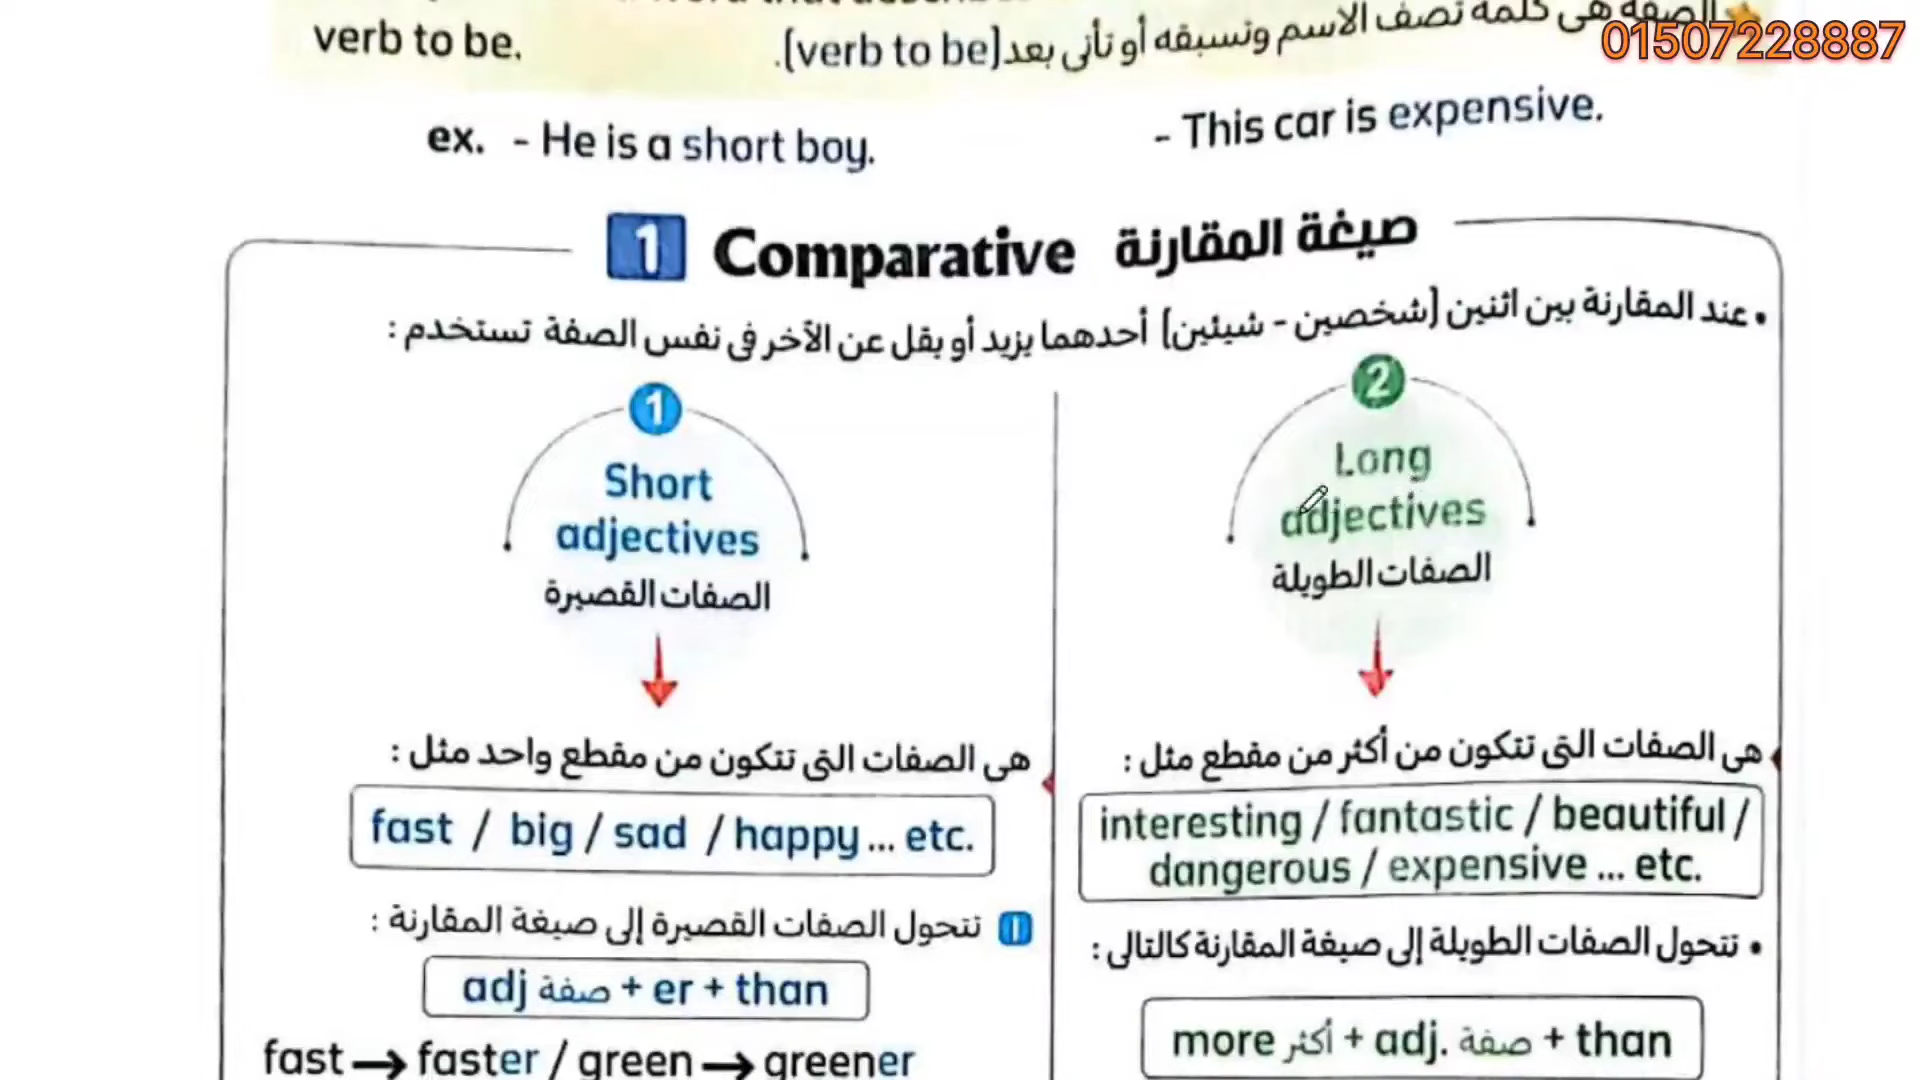 01507228887
الصفة هى كلمة تصف الاسم وتسبقه أو تأتى بعد (verb to be).
verb to be.
ex. - He is a short boy.
- This car is expensive.
1 Comparative صيغة المقارنة
• عند المقارنة بين اثنين (شخصين - شيئين) أحدهما يزيد أو يقل عن الآخر فى نفس الصفة تستخدم :
1
Short
adjectives
الصفات القصيرة
هى الصفات التى تتكون من مقطع واحد مثل :
fast / big / sad / happy ... etc.
1 تتحول الصفات القصيرة إلى صيغة المقارنة :
adj صفة + er + than
fast → faster / green → greener
2
Long
adjectives
الصفات الطويلة
هى الصفات التى تتكون من أكثر من مقطع مثل :
interesting / fantastic / beautiful /
dangerous / expensive ... etc.
• تتحول الصفات الطويلة إلى صيغة المقارنة كالتالى :
more أكثر + adj. صفة + than